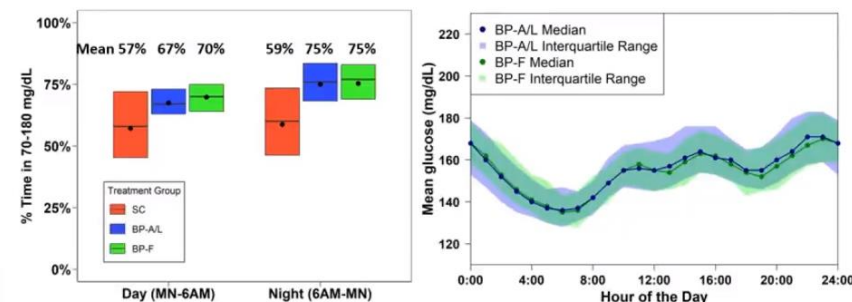 100%
75%
50%
25%
0%
% Time in 70-180 mg/dL
Mean 57% 67% 70% 59% 75% 75%
Treatment Group
SC
BP-A/L
BP-F
Day (MN-6AM) Night (6AM-MN)
220
200
180
160
140
120
Mean glucose (mg/dL)
BP-A/L Median
BP-A/L Interquartile Range
BP-F Median
BP-F Interquartile Range
0:00 4:00 8:00 12:00 16:00 20:00 24:00
Hour of the Day